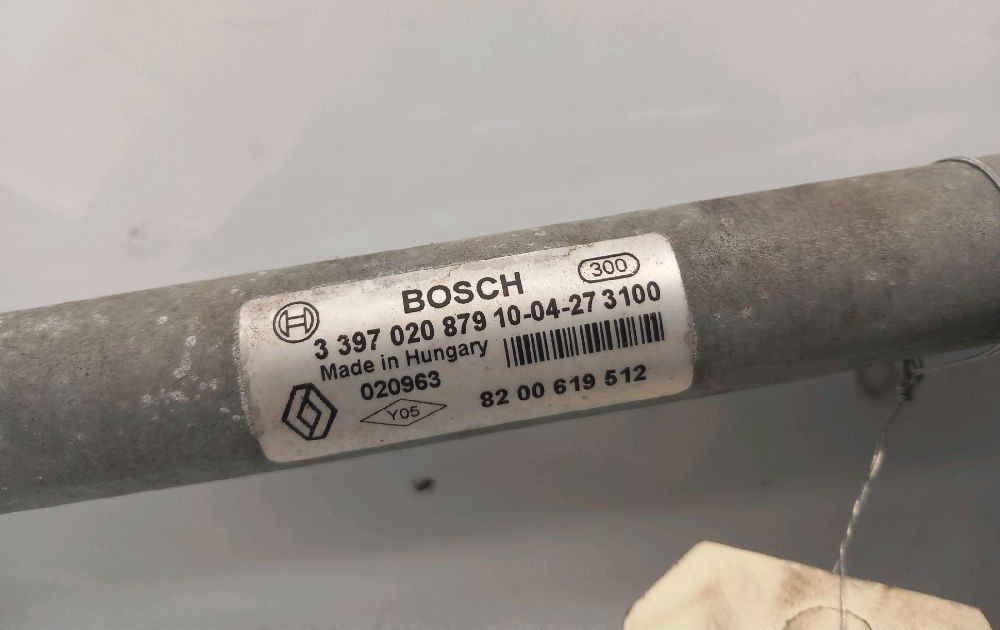 BOSCH 300
3 397 020 879 10-04-27 3100
Made in Hungary
020963
Y05 82 00 619 512